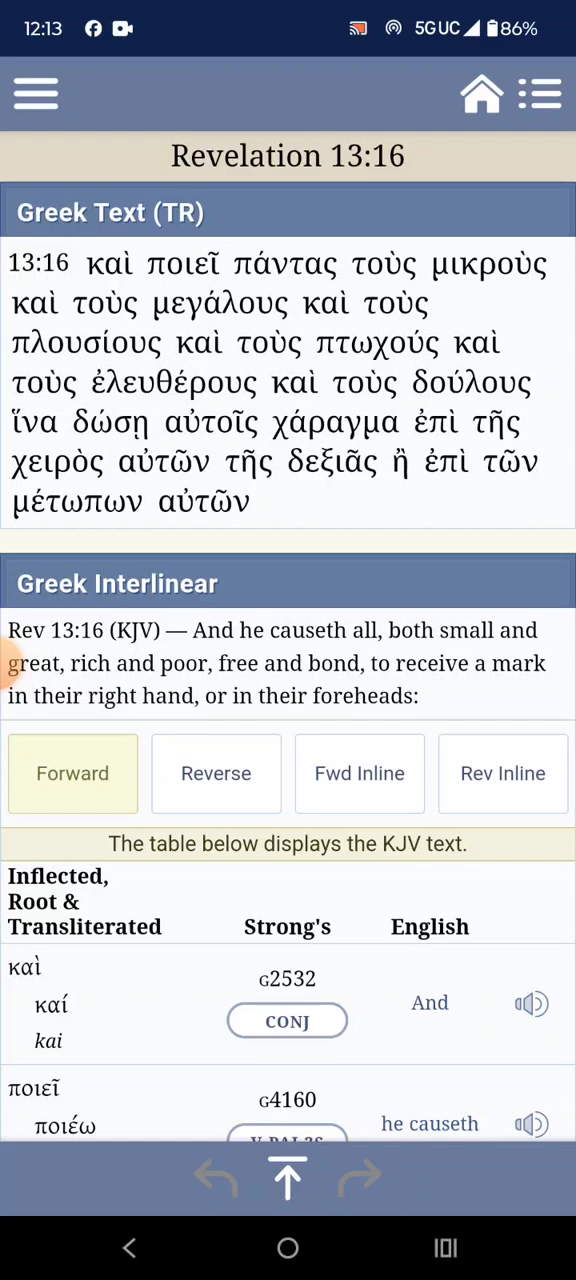 12:13 5G UC 86%
Revelation 13:16
Greek Text (TR)
13:16 καὶ ποιεῖ πάντας τοὺς μικροὺς
καὶ τοὺς μεγάλους καὶ τοὺς
πλουσίους καὶ τοὺς πτωχούς καὶ
τοὺς ἐλευθέρους καὶ τοὺς δούλους
ἵνα δώσῃ αὐτοῖς χάραγμα ἐπὶ τῆς
χειρὸς αὐτῶν τῆς δεξιᾶς ἢ ἐπὶ τῶν
μέτωπων αὐτῶν
Greek Interlinear
Rev 13:16 (KJV) — And he causeth all, both small and
great, rich and poor, free and bond, to receive a mark
in their right hand, or in their foreheads:
Forward Reverse Fwd Inline Rev Inline
The table below displays the KJV text.
Inflected,
Root &
Transliterated Strong's English
καὶ
καί
kai
G2532
CONJ
And
ποιεῖ
ποιέω
G4160
he causeth